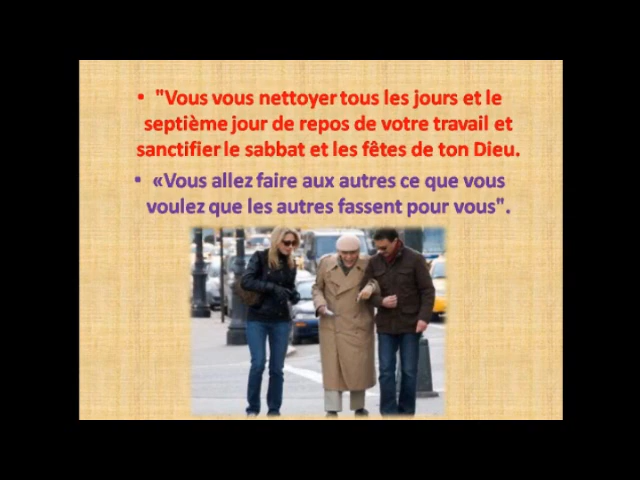 • "Vous vous nettoyer tous les jours et le
septième jour de repos de votre travail et
sanctifier le sabbat et les fêtes de ton Dieu.
• «Vous allez faire aux autres ce que vous
voulez que les autres fassent pour vous".